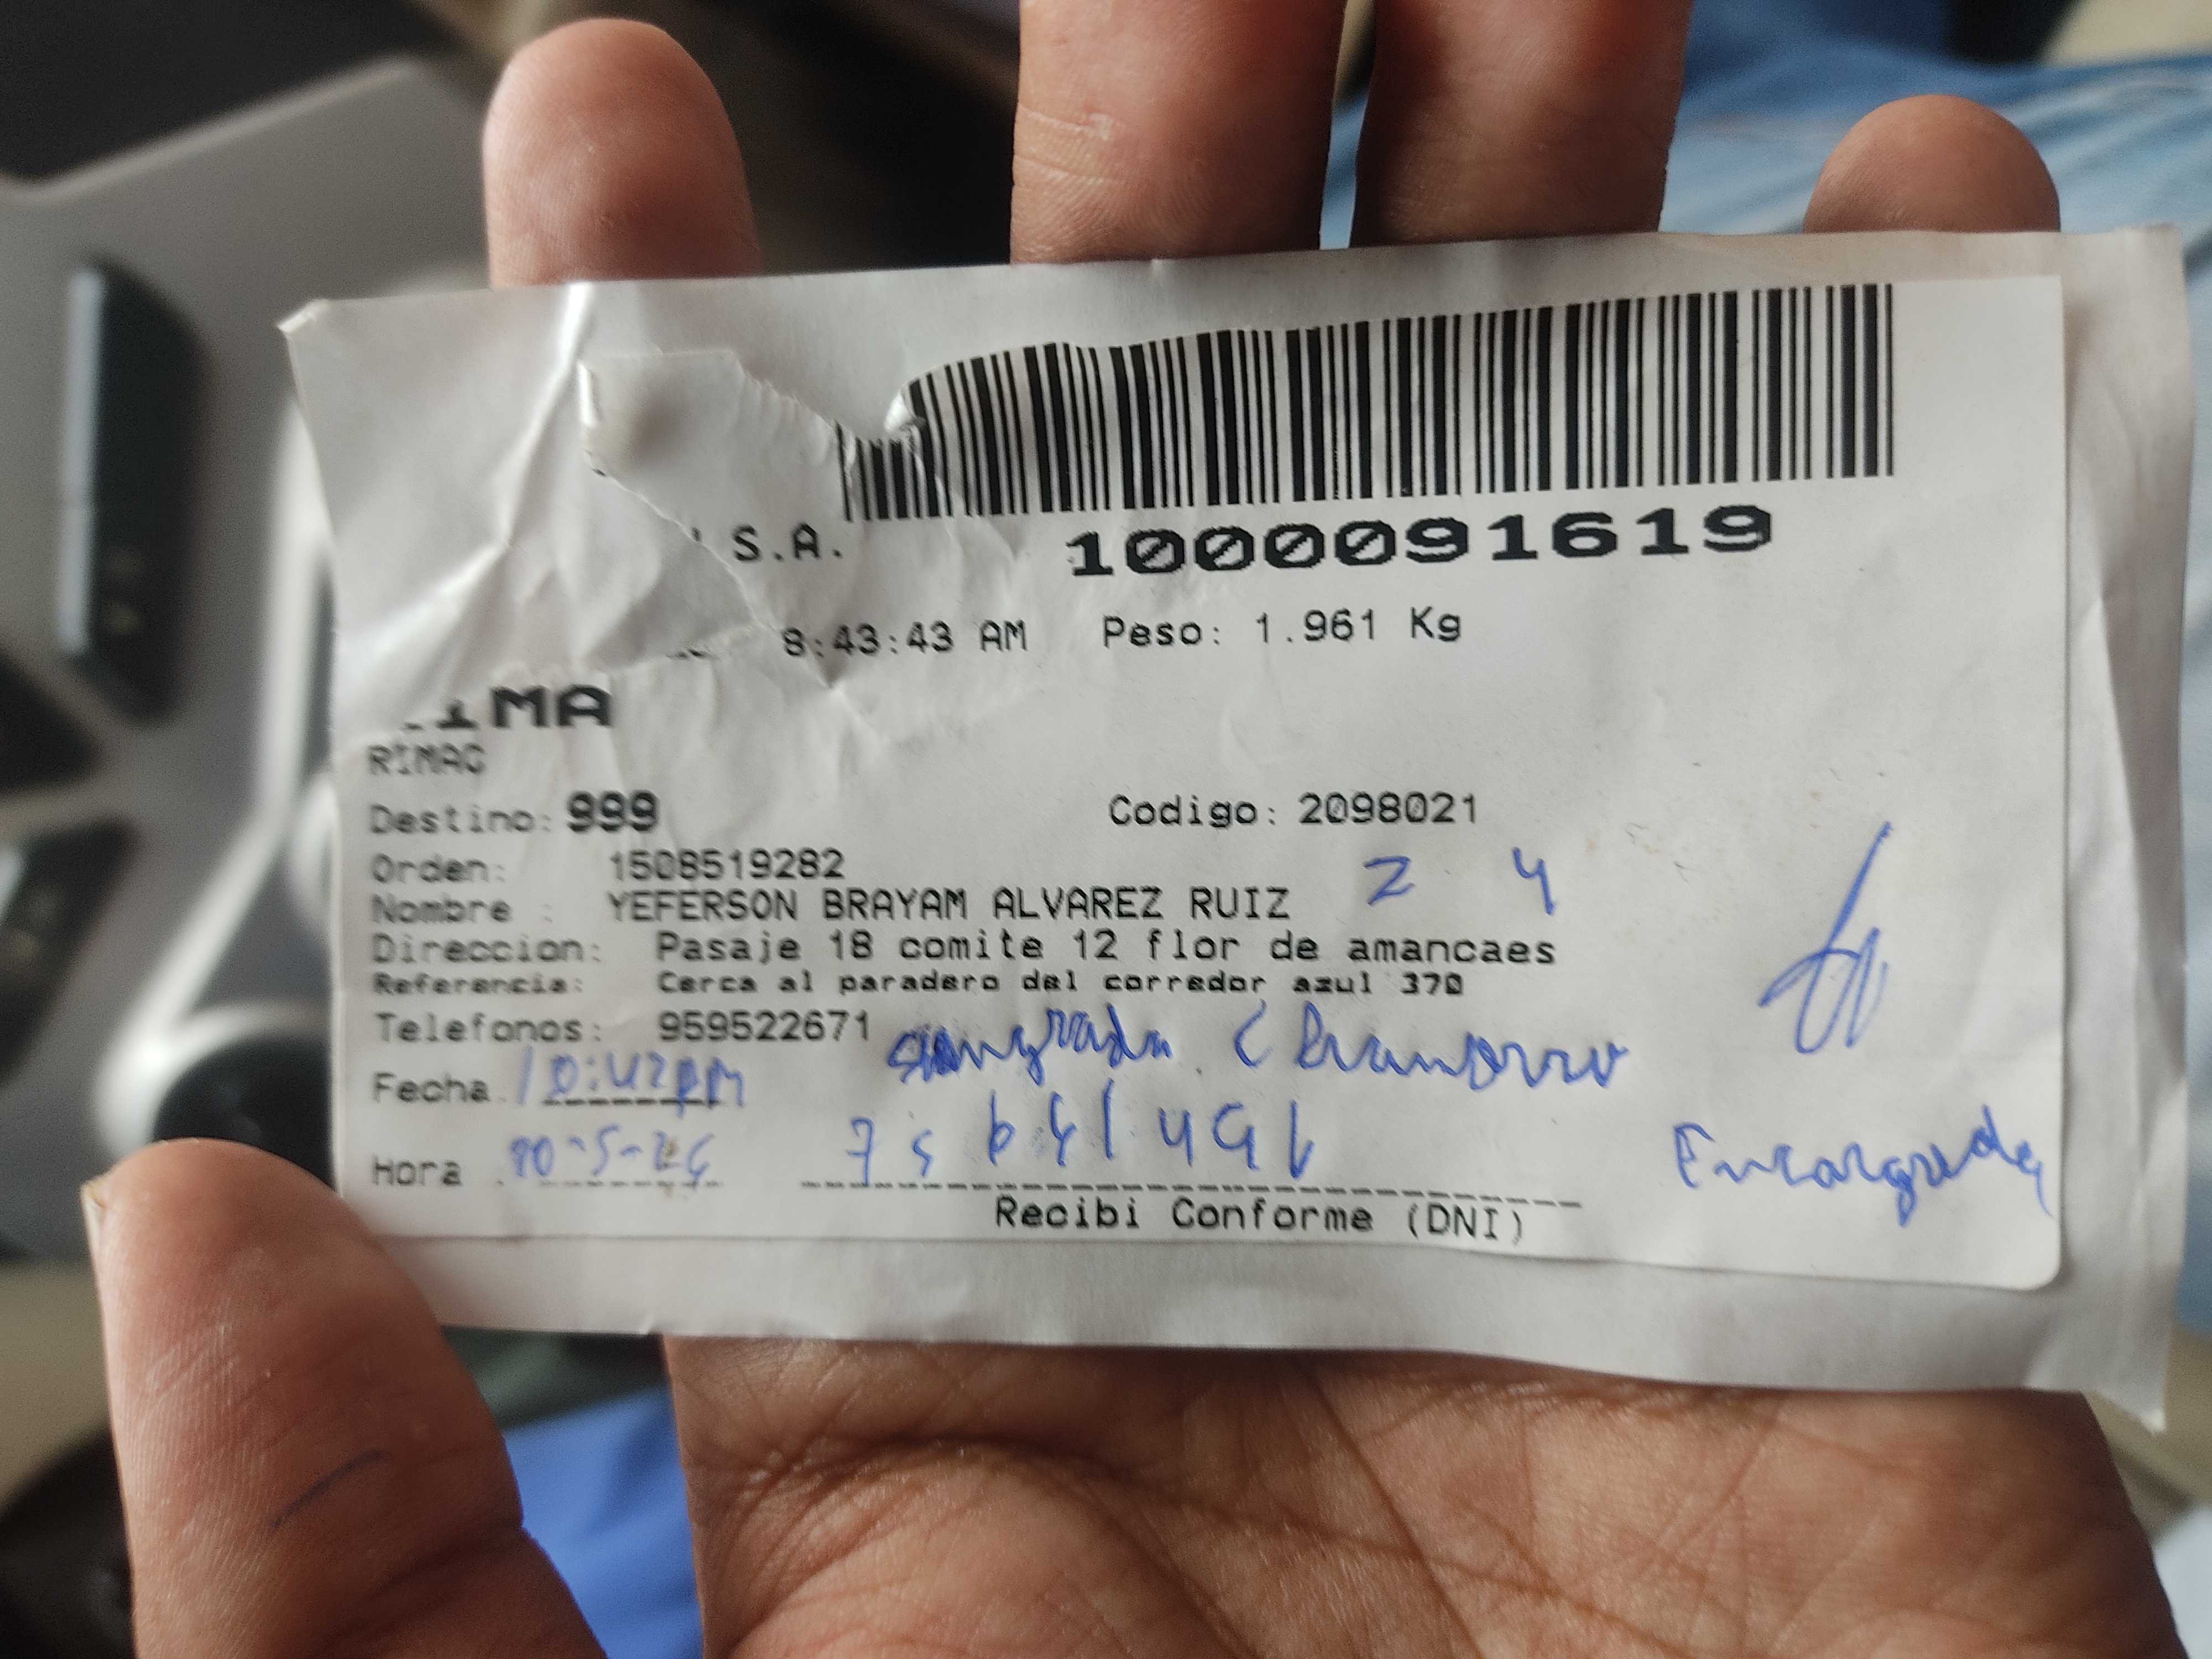 S.A.
1000091619
8:43:43 AM Peso: 1.961 Kg
RIMAC
Destino: 999 Codigo: 2098021
Orden: 1508519282
Z 4
Nombre : YEFERSON BRAYAM ALVAREZ RUIZ
Direccion: Pasaje 18 comite 12 flor de amancaes
Referencia: Cerca al paradero del corredor azul 370
Telefonos: 959522671
Fecha 10:42AM
Hora
Encargada
Recibi Conforme (DNI)